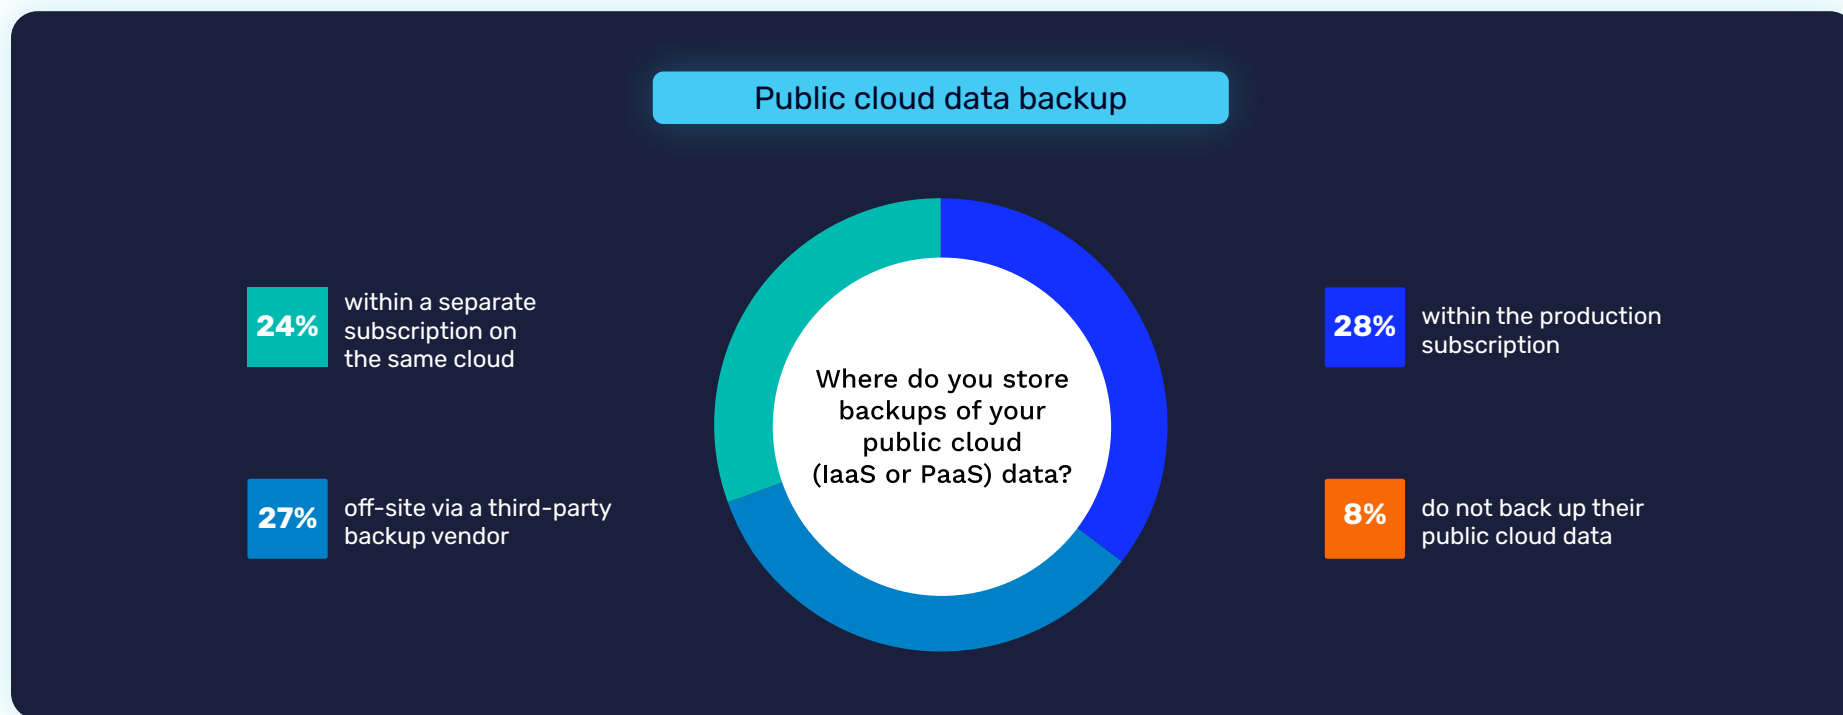 Public cloud data backup
24%
within a separate
subscription on
the same cloud
27%
off-site via a third-party
backup vendor
Where do you store
backups of your
public cloud
(IaaS or PaaS) data?
28%
within the production
subscription
8%
do not back up their
public cloud data